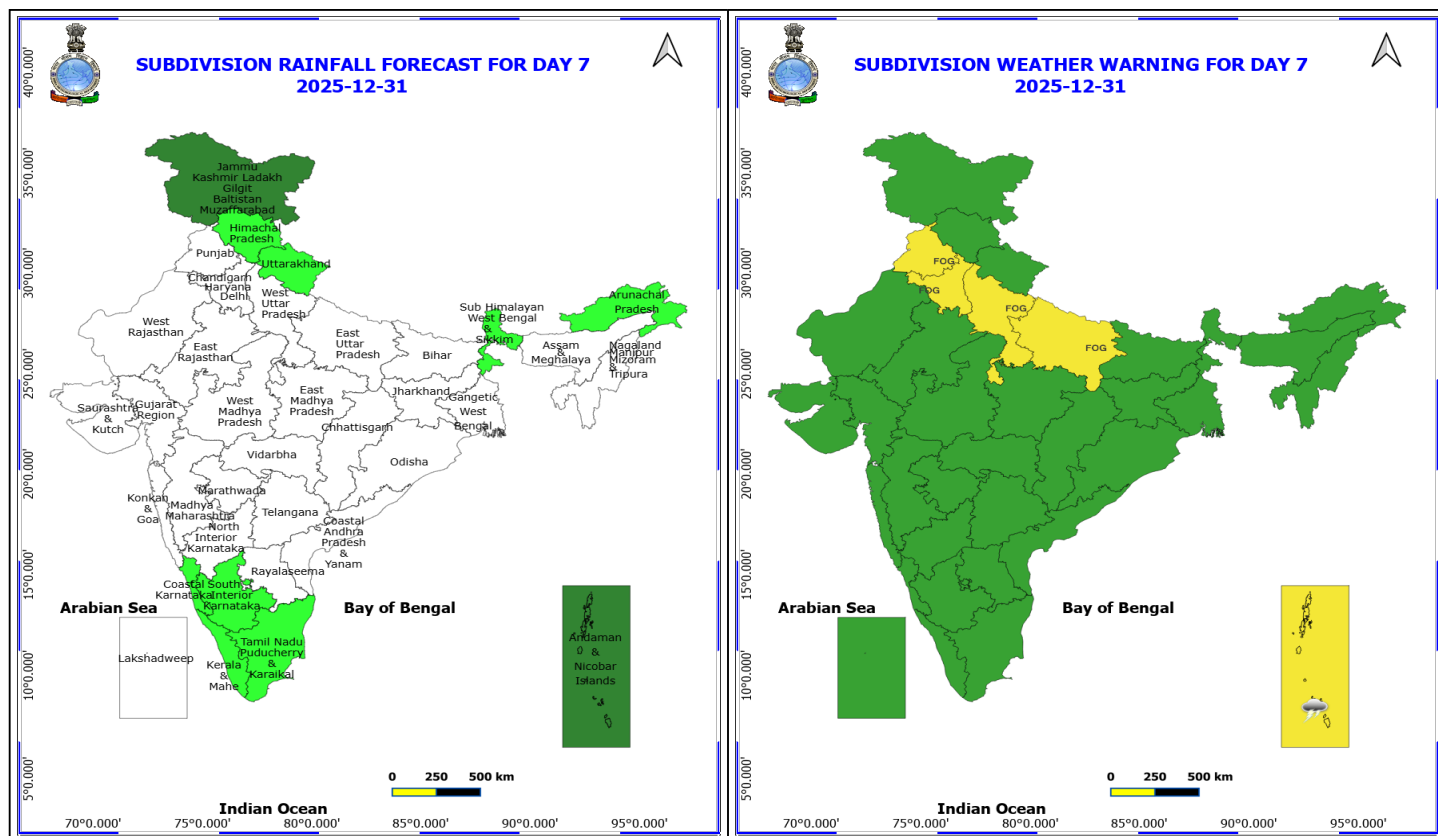 SUBDIVISION RAINFALL FORECAST FOR DAY 7
2025-12-31
40°0.000'
35°0.000'
30°0.000'
25°0.000'
20°0.000'
15°0.000'
10°0.000'
5°0.000'
Jammu
Kashmir Ladakh
Gilgit
Baltistan
Muzaffarabad
Himachal
Pradesh
Punjab
Uttarakhand
Chandigarh
Haryana
Delhi
West
Uttar
Pradesh
West
Rajasthan
East
Rajasthan
East
Uttar
Pradesh
Bihar
Sub Himalayan
West Bengal
&
Sikkim
Arunachal
Pradesh
Assam
&
Meghalaya
Nagaland
Manipur
Mizoram
&
Tripura
Saurashtra
&
Kutch
Gujarat
Region
West
Madhya
Pradesh
East
Madhya
Pradesh
Jharkhand
Gangetic
West
Bengal
Chhattisgarh
Vidarbha
Odisha
Konkan
&
Goa
Madhya
Maharashtra
Marathwada
Telangana
North
Interior
Karnataka
Coastal
Andhra
Pradesh
&
Yanam
Rayalaseema
Coastal
Karnataka
South
Interior
Karnataka
Arabian Sea
Bay of Bengal
Lakshadweep
Kerala
&
Mahe
Tamil Nadu
Puducherry
&
Karaikal
Andaman
&
Nicobar
Islands
0 250 500 km
Indian Ocean
70°0.000' 75°0.000' 80°0.000' 85°0.000' 90°0.000' 95°0.000'
SUBDIVISION WEATHER WARNING FOR DAY 7
2025-12-31
40°0.000'
35°0.000'
30°0.000'
25°0.000'
20°0.000'
15°0.000'
10°0.000'
5°0.000'
FOG
FOG
FOG
FOG
Arabian Sea
Bay of Bengal
0 250 500 km
Indian Ocean
70°0.000' 75°0.000' 80°0.000' 85°0.000' 90°0.000' 95°0.000'